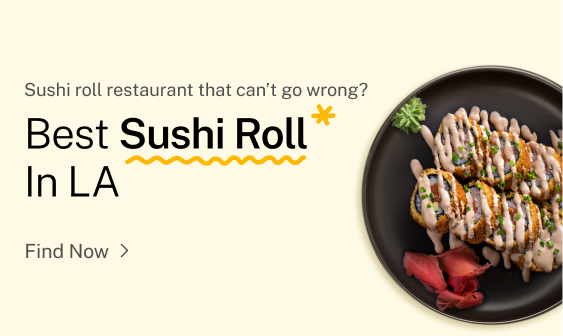 Sushi roll restaurant that can’t go wrong?
Best Sushi Roll
In LA
Find Now